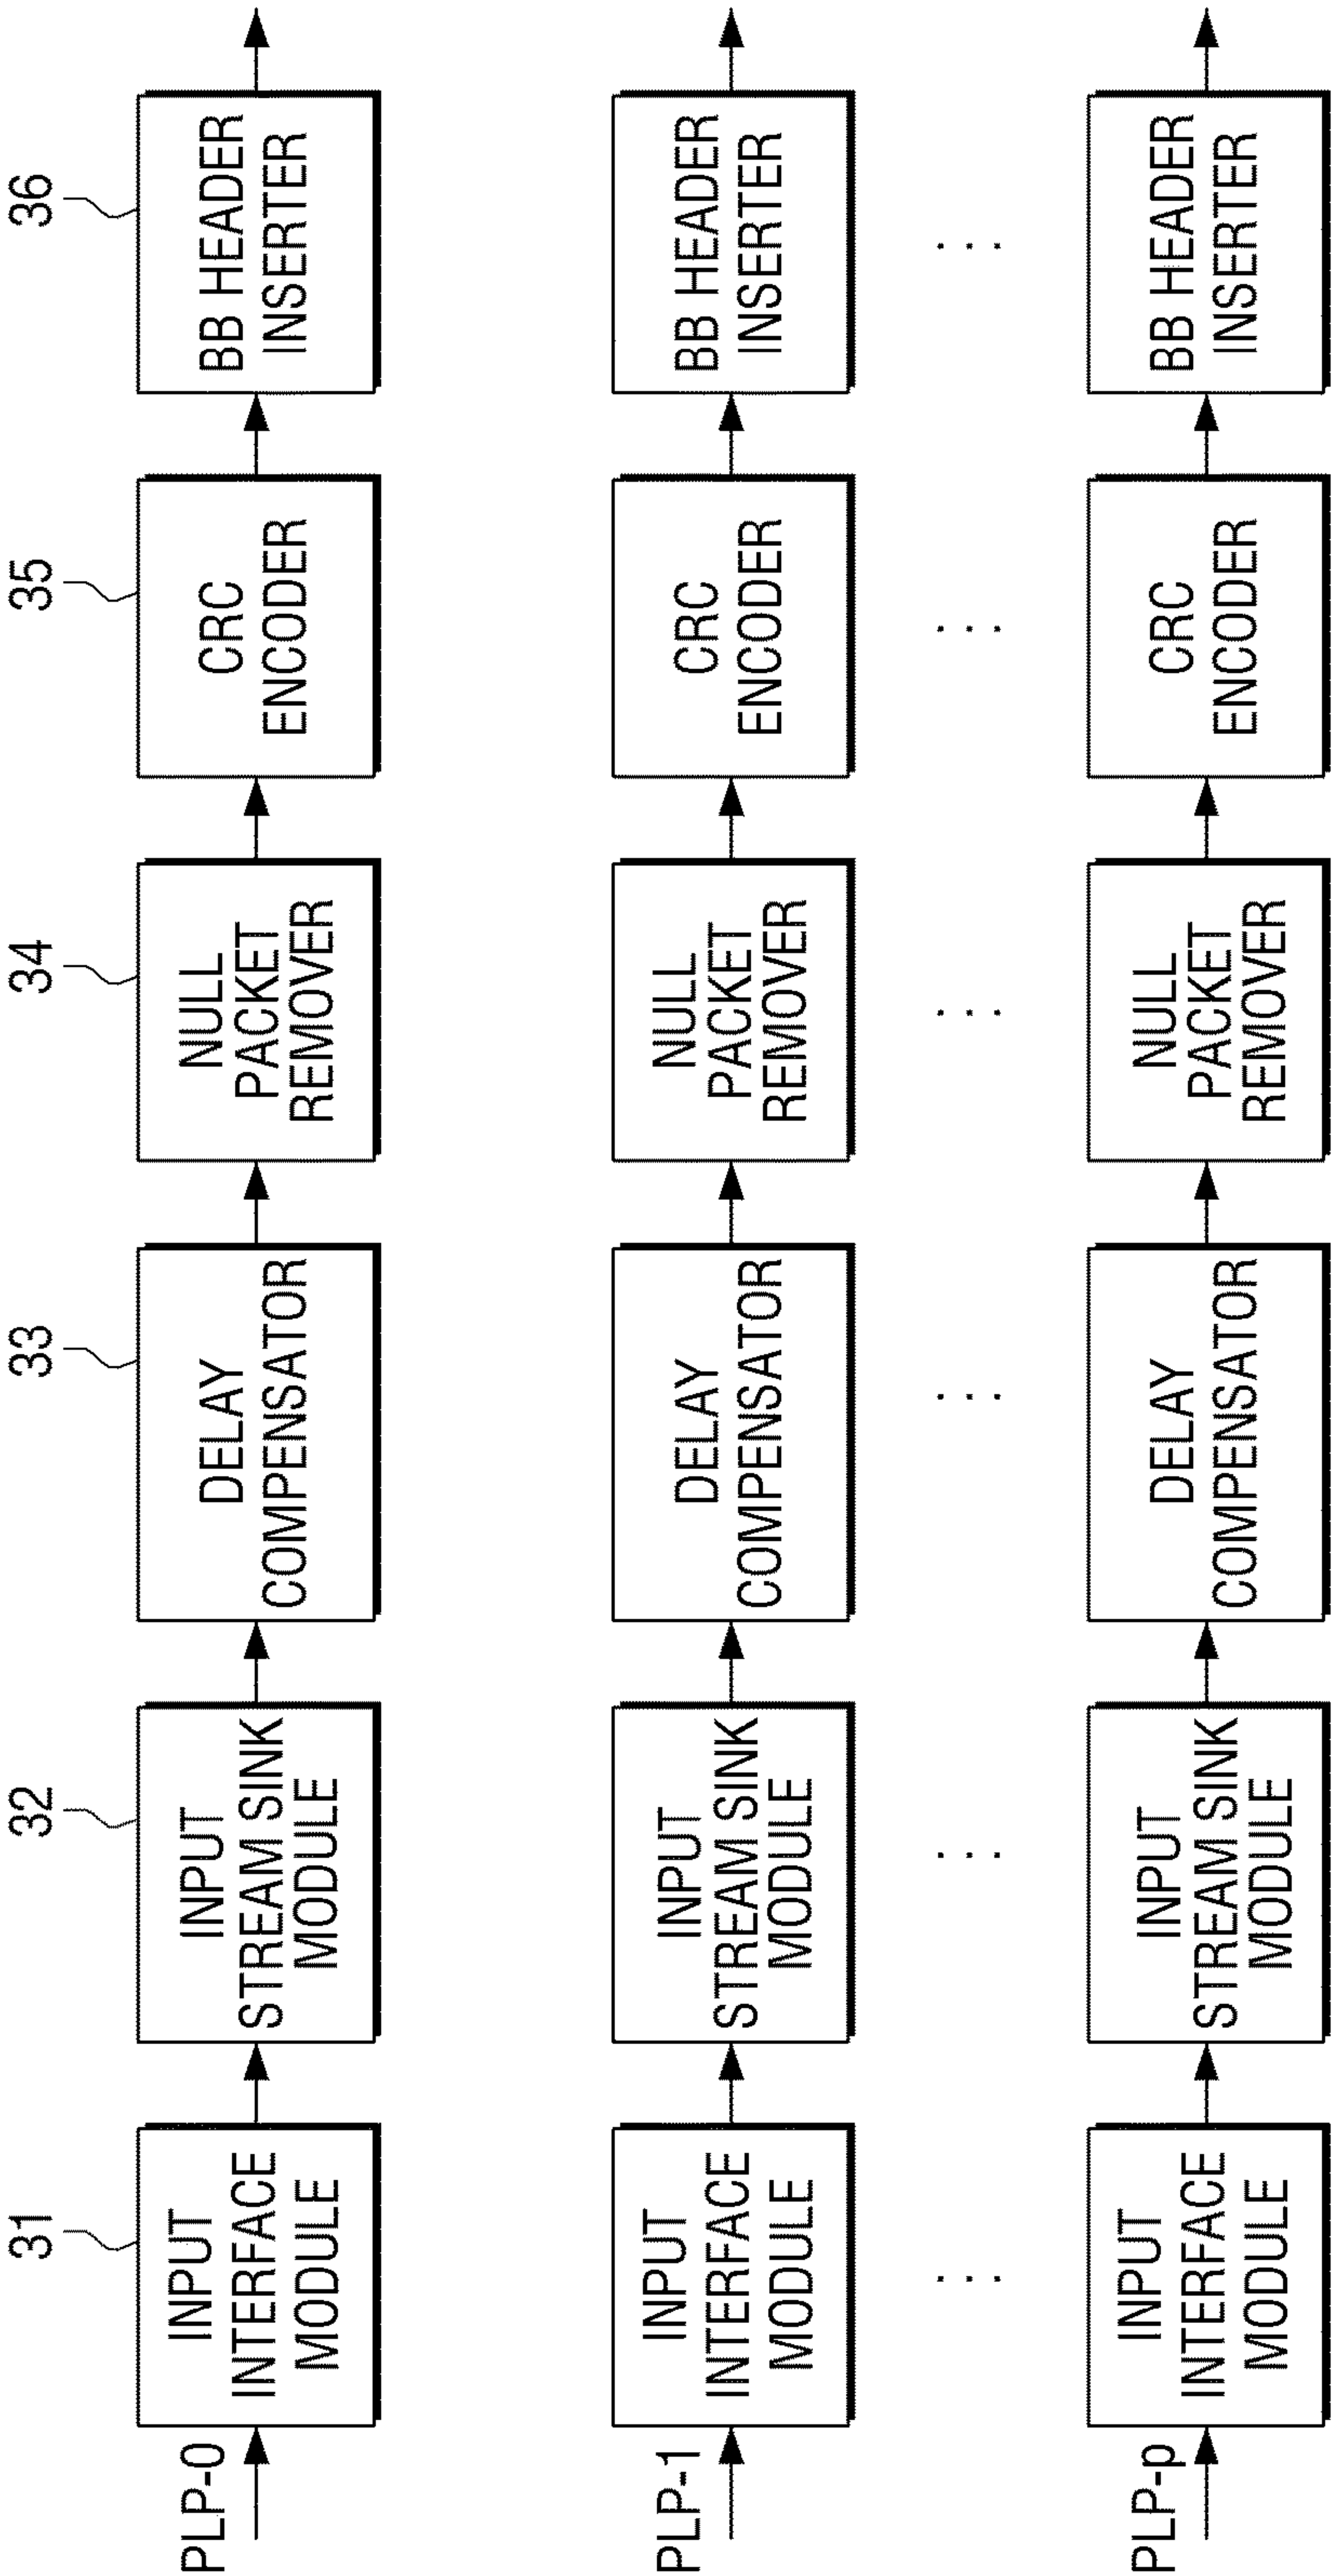 31
32
33
34
35
36
PLP-0
INPUT
INTERFACE
MODULE
INPUT
STREAM SINK
MODULE
DELAY
COMPENSATOR
NULL
PACKET
REMOVER
CRC
ENCODER
BB HEADER
INSERTER
PLP-1
INPUT
INTERFACE
MODULE
INPUT
STREAM SINK
MODULE
DELAY
COMPENSATOR
NULL
PACKET
REMOVER
CRC
ENCODER
BB HEADER
INSERTER
. . .
. . .
. . .
. . .
. . .
. . .
PLP-p
INPUT
INTERFACE
MODULE
INPUT
STREAM SINK
MODULE
DELAY
COMPENSATOR
NULL
PACKET
REMOVER
CRC
ENCODER
BB HEADER
INSERTER